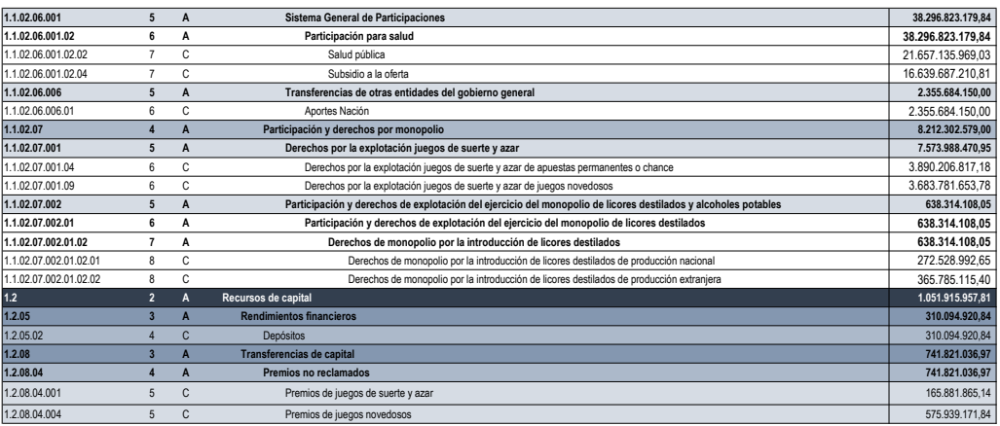 1.1.02.06.001 5 A Sistema General de Participaciones 38.296.823.179,84
1.1.02.06.001.02 6 A Participación para salud 38.296.823.179,84
1.1.02.06.001.02.02 7 C Salud pública 21.657.135.969,03
1.1.02.06.001.02.04 7 C Subsidio a la oferta 16.639.687.210,81
1.1.02.06.006 5 A Transferencias de otras entidades del gobierno general 2.355.684.150,00
1.1.02.06.006.01 6 C Aportes Nación 2.355.684.150,00
1.1.02.07 4 A Participación y derechos por monopolio 8.212.302.579,00
1.1.02.07.001 5 A Derechos por la explotación juegos de suerte y azar 7.573.988.470,95
1.1.02.07.001.04 6 C Derechos por la explotación juegos de suerte y azar de apuestas permanentes o chance 3.890.206.817,18
1.1.02.07.001.09 6 C Derechos por la explotación juegos de suerte y azar de juegos novedosos 3.683.781.653,78
1.1.02.07.002 5 A Participación y derechos de explotación del ejercicio del monopolio de licores destilados y alcoholes potables 638.314.108,05
1.1.02.07.002.01 6 A Participación y derechos de explotación del ejercicio del monopolio de licores destilados 638.314.108,05
1.1.02.07.002.01.02 7 A Derechos de monopolio por la introducción de licores destilados 638.314.108,05
1.1.02.07.002.01.02.01 8 C Derechos de monopolio por la introducción de licores destilados de producción nacional 272.528.992,65
1.1.02.07.002.01.02.02 8 C Derechos de monopolio por la introducción de licores destilados de producción extranjera 365.785.115,40
1.2 2 A Recursos de capital 1.051.915.957,81
1.2.05 3 A Rendimientos financieros 310.094.920,84
1.2.05.02 4 C Depósitos 310.094.920,84
1.2.08 3 A Transferencias de capital 741.821.036,97
1.2.08.04 4 A Premios no reclamados 741.821.036,97
1.2.08.04.001 5 C Premios de juegos de suerte y azar 165.881.865,14
1.2.08.04.004 5 C Premios de juegos novedosos 575.939.171,84